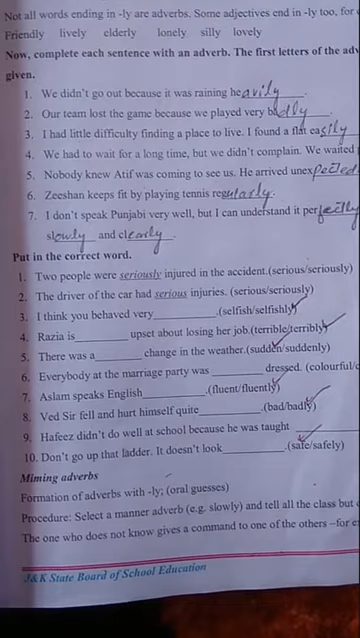 Not all words ending in -ly are adverbs. Some adjectives end in -ly too, for
Friendly lively elderly lonely silly lovely
Now, complete each sentence with an adverb. The first letters of the adv
given.
1. We didn't go out because it was raining heavily.
2. Our team lost the game because we played very badly.
3. I had little difficulty finding a place to live. I found a flat easily
4. We had to wait for a long time, but we didn't complain. We waited p
5. Nobody knew Atif was coming to see us. He arrived unexpected
6. Zeeshan keeps fit by playing tennis regularly.
7. I don't speak Punjabi very well, but I can understand it perfectly
slowly and clearly.
Put in the correct word.
1. Two people were seriously injured in the accident.(serious/seriously)
2. The driver of the car had serious injuries. (serious/seriously)
3. I think you behaved very__________.(selfish/selfishly)
4. Razia is________ upset about losing her job.(terrible/terribly)
5. There was a________ change in the weather.(sudden/suddenly)
6. Everybody at the marriage party was ________ dressed. (colourful/c
7. Aslam speaks English__________.(fluent/fluently)
8. Ved Sir fell and hurt himself quite__________.(bad/badly)
9. Hafeez didn't do well at school because he was taught __________
10. Don't go up that ladder. It doesn't look__________.(safe/safely)
Miming adverbs
Formation of adverbs with -ly; (oral guesses)
Procedure: Select a manner adverb (e.g. slowly) and tell all the class but
The one who does not know gives a command to one of the others –for e
J&K State Board of School Education